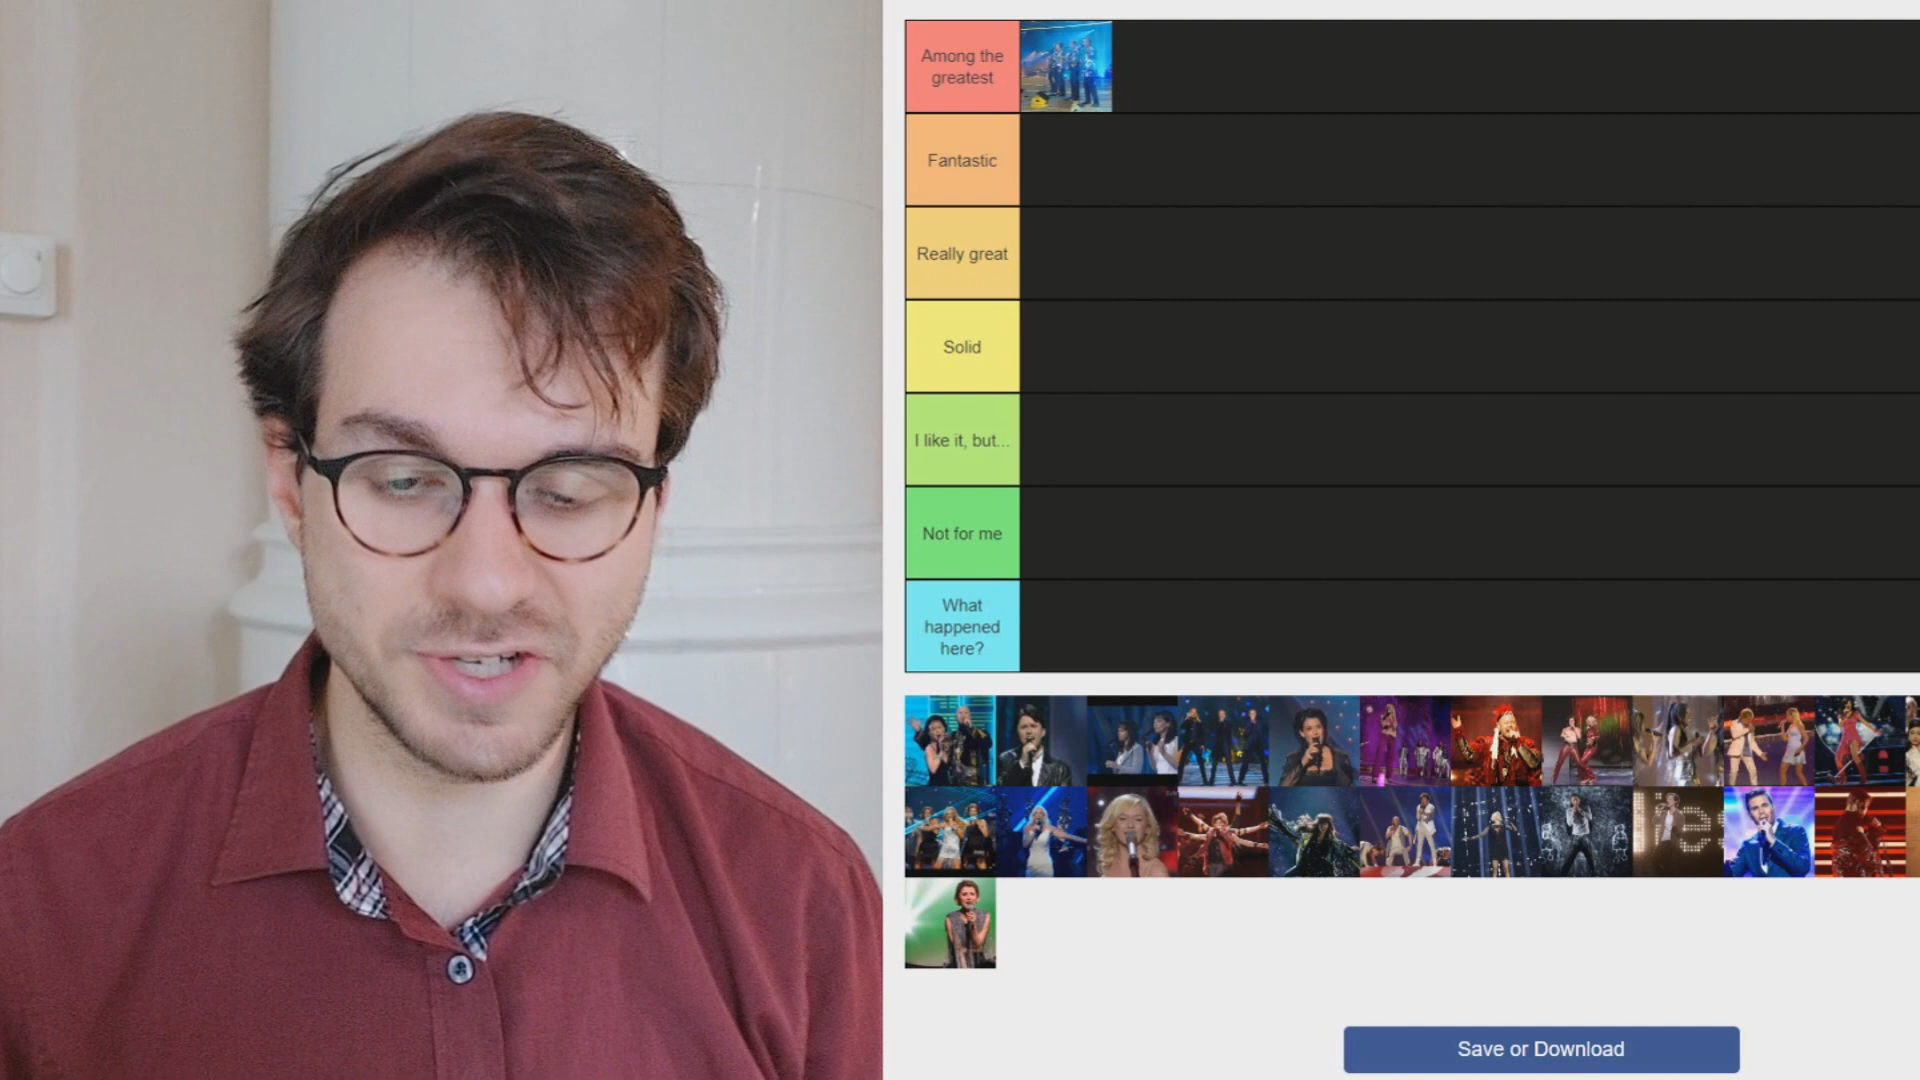 Among the
greatest
Fantastic
Really great
Solid
I like it, but...
Not for me
What
happened
here?
Save or Download